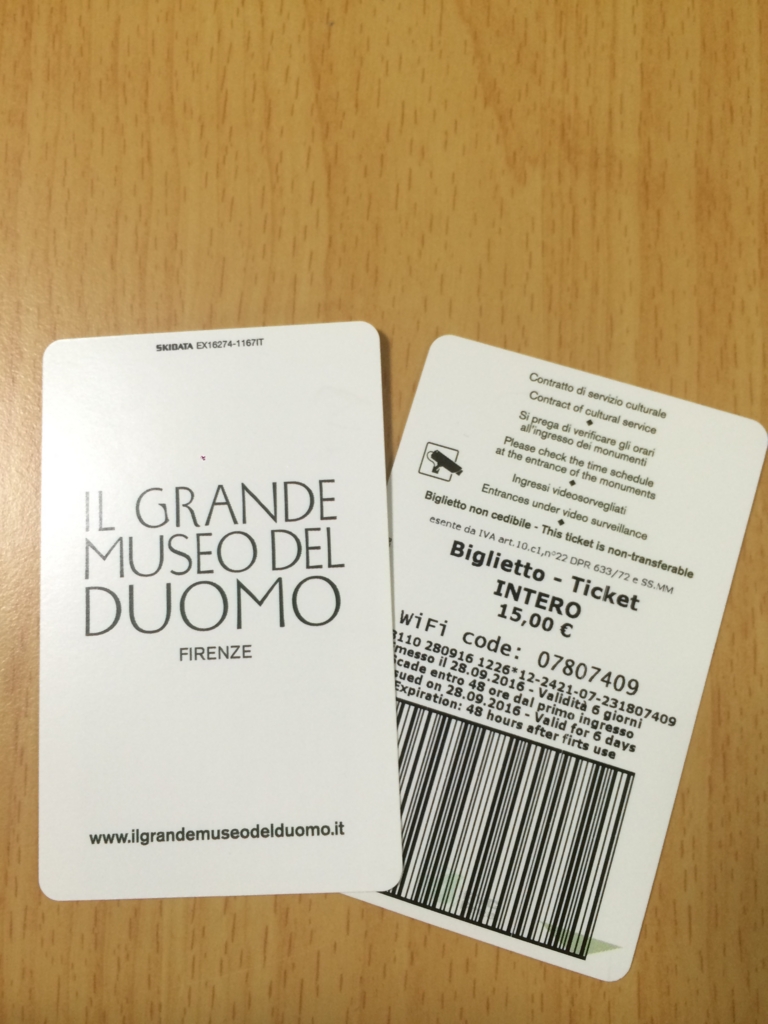 SKIDATA EX16274-1167IT
IL GRANDE
MUSEO DEL
DUOMO
FIRENZE
www.ilgrandemuseodelduomo.it
Contratto di servizio culturale
Contract of cultural service
Si prega di verificare gli orari
all'ingresso dei monumenti
Please check the time schedule
at the entrance of the monuments
Ingressi videosorvegliati
Entrances under video surveillance
Biglietto non cedibile - This ticket is non-transferable
esente da IVA art.10.c1,n°22 DPR 633/72 e SS.MM
Biglietto - Ticket
INTERO
15,00 €
WiFi code: 07807409
3110 280916 1226*12-2421-07-231807409
messo il 28.09.2016 - Validità 6 giorni
cade entro 48 ore dal primo ingresso
sued on 28.09.2016 - Valid for 6 days
Expiration: 48 hours after firts use